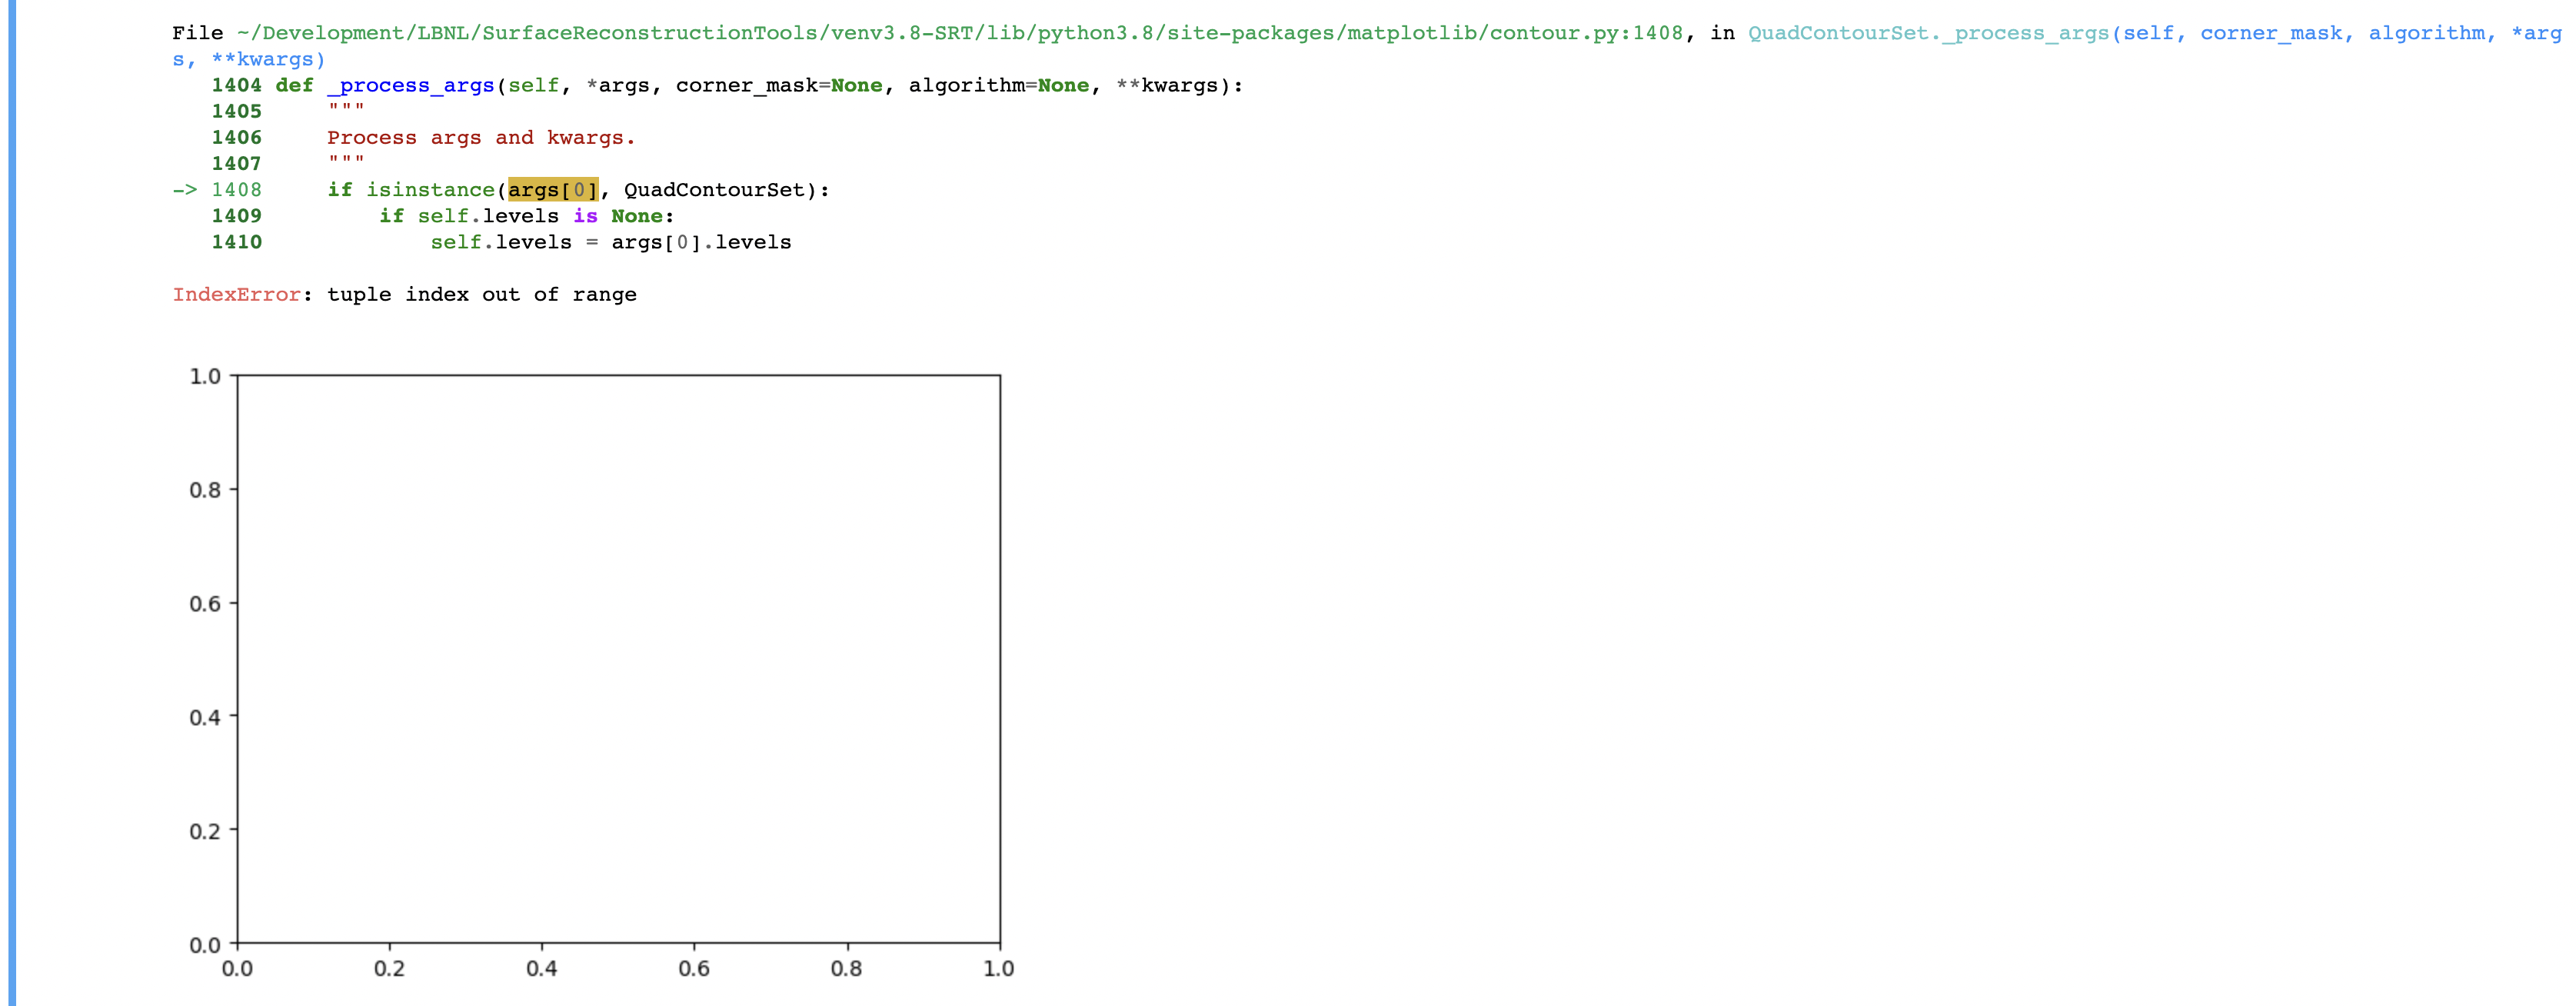 File ~/Development/LBNL/SurfaceReconstructionTools/venv3.8-SRT/lib/python3.8/site-packages/matplotlib/contour.py:1408, in QuadContourSet._process_args(self, corner_mask, algorithm, *arg
s, **kwargs)
   1404 def _process_args(self, *args, corner_mask=None, algorithm=None, **kwargs):
   1405     """
   1406     Process args and kwargs.
   1407     """
-> 1408     if isinstance(args[0], QuadContourSet):
   1409         if self.levels is None:
   1410             self.levels = args[0].levels
IndexError: tuple index out of range
1.0
0.8
0.6
0.4
0.2
0.0
0.0 0.2 0.4 0.6 0.8 1.0